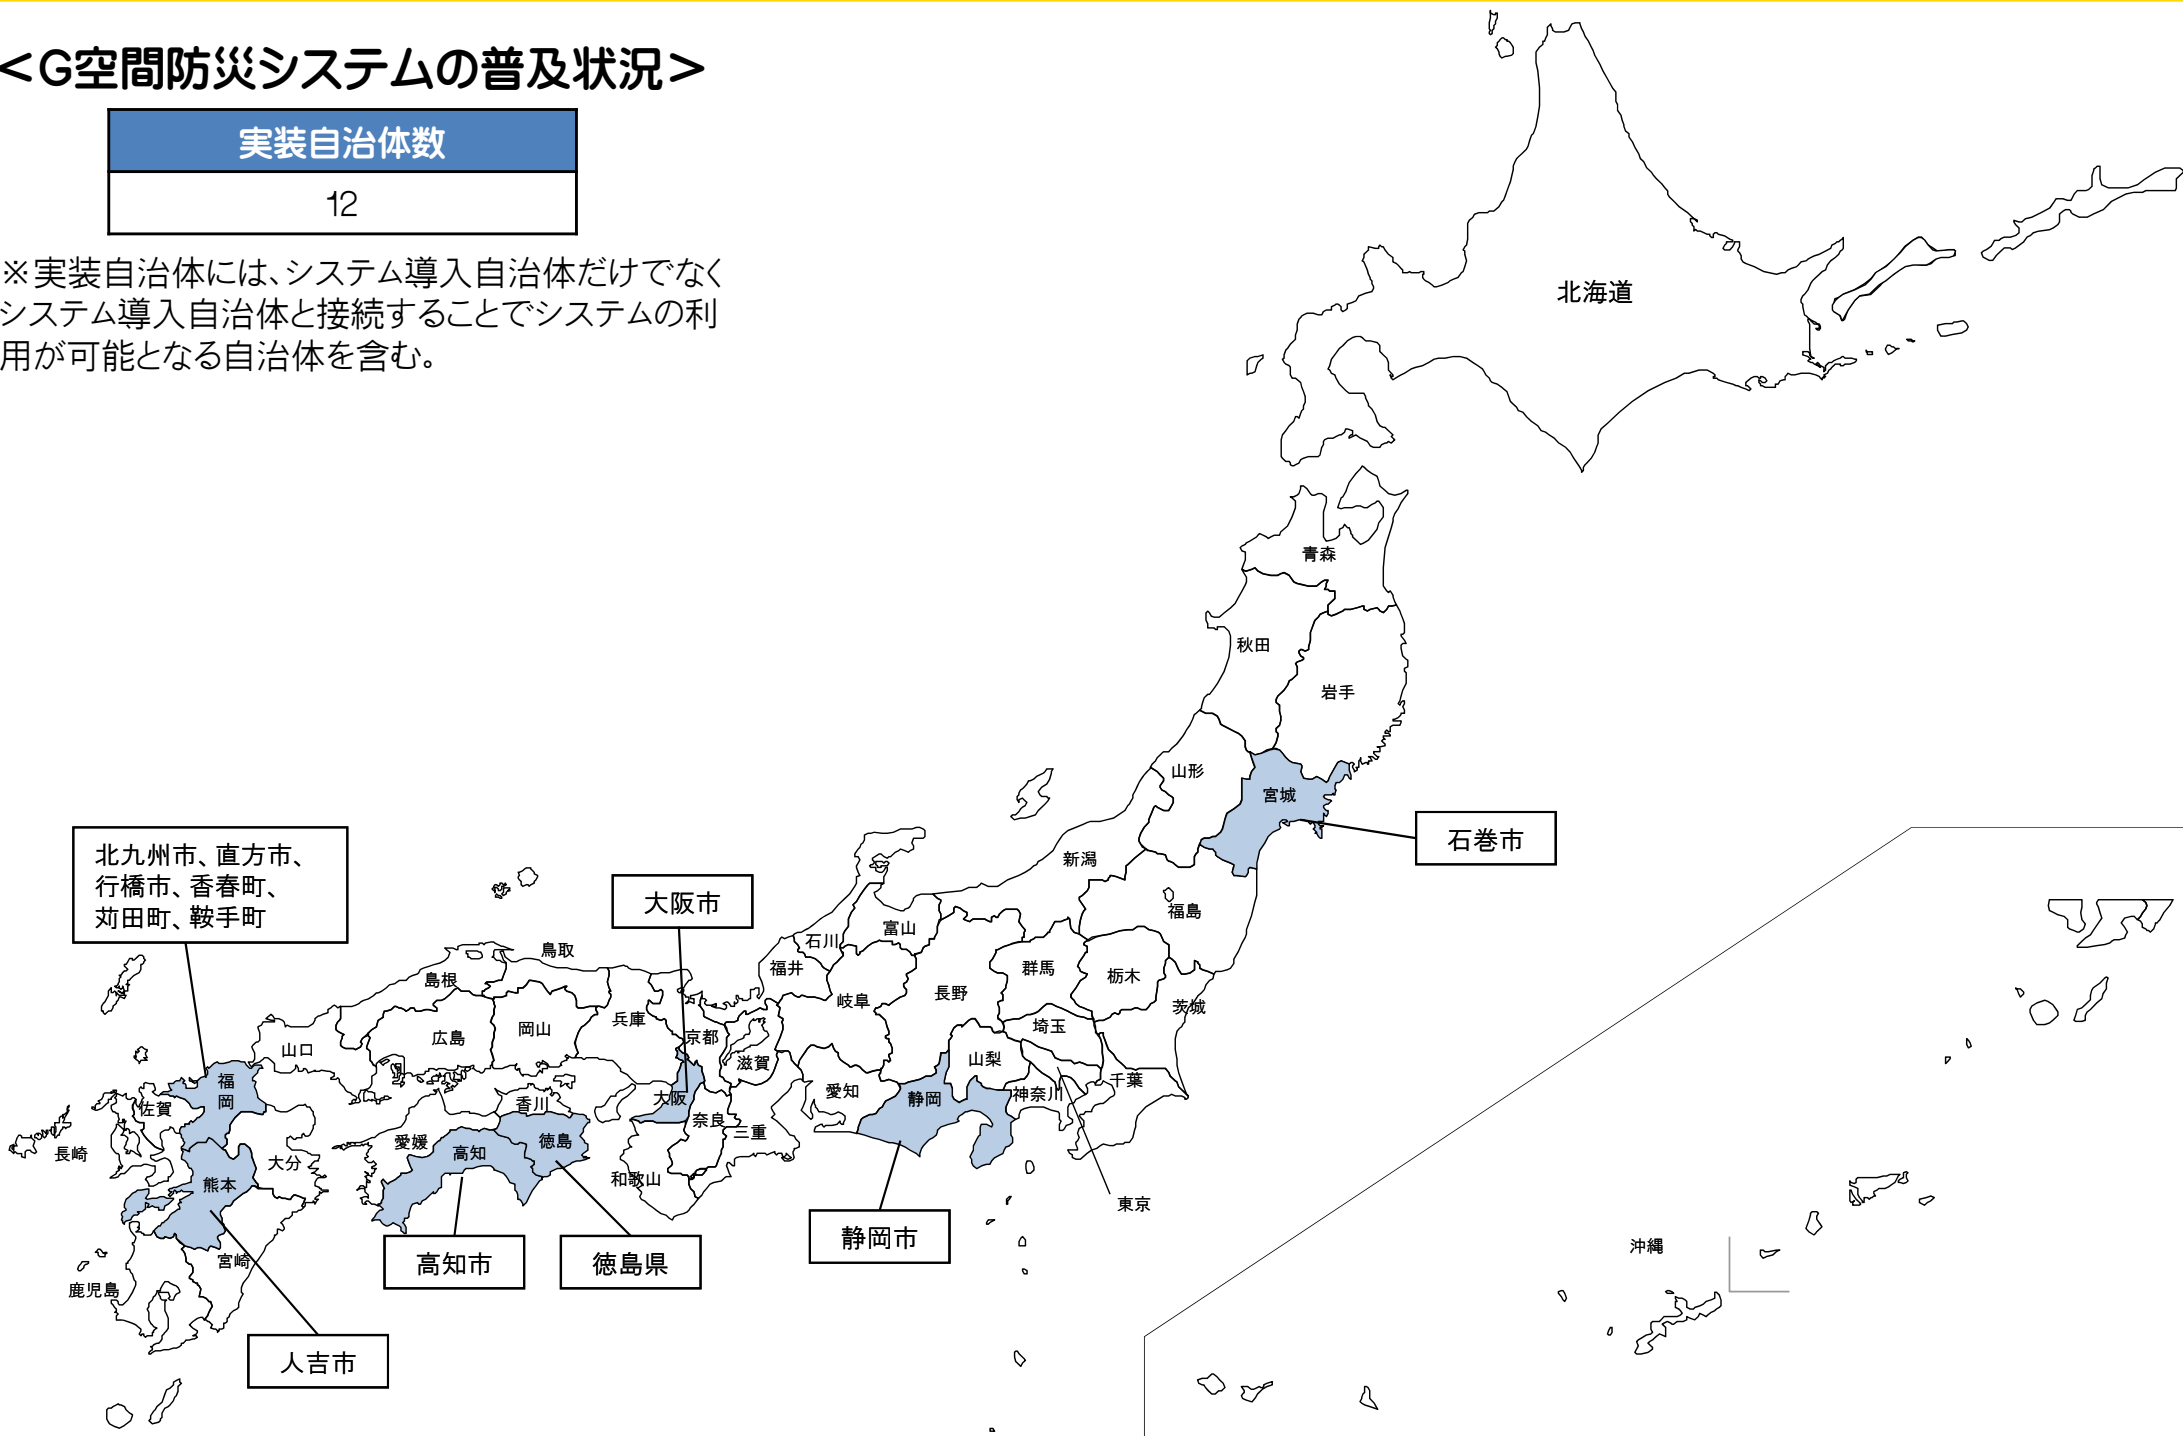 <G空間防災システムの普及状況>
実装自治体数
12
※実装自治体には、システム導入自治体だけでなく
システム導入自治体と接続することでシステムの利
用が可能となる自治体を含む。
北海道
青森
秋田
岩手
山形
宮城
石巻市
新潟
福島
北九州市、直方市、
行橋市、香春町、
苅田町、鞍手町
大阪市
石川
富山
福井
群馬
栃木
鳥取
島根
岐阜
長野
茨城
広島
岡山
兵庫
京都
埼玉
山口
滋賀
山梨
福
岡
佐賀
香川
大阪
愛知
静岡
神奈川
千葉
長崎
愛媛
高知
徳島
奈良
三重
大分
熊本
和歌山
東京
宮崎
高知市
徳島県
静岡市
沖縄
鹿児島
人吉市